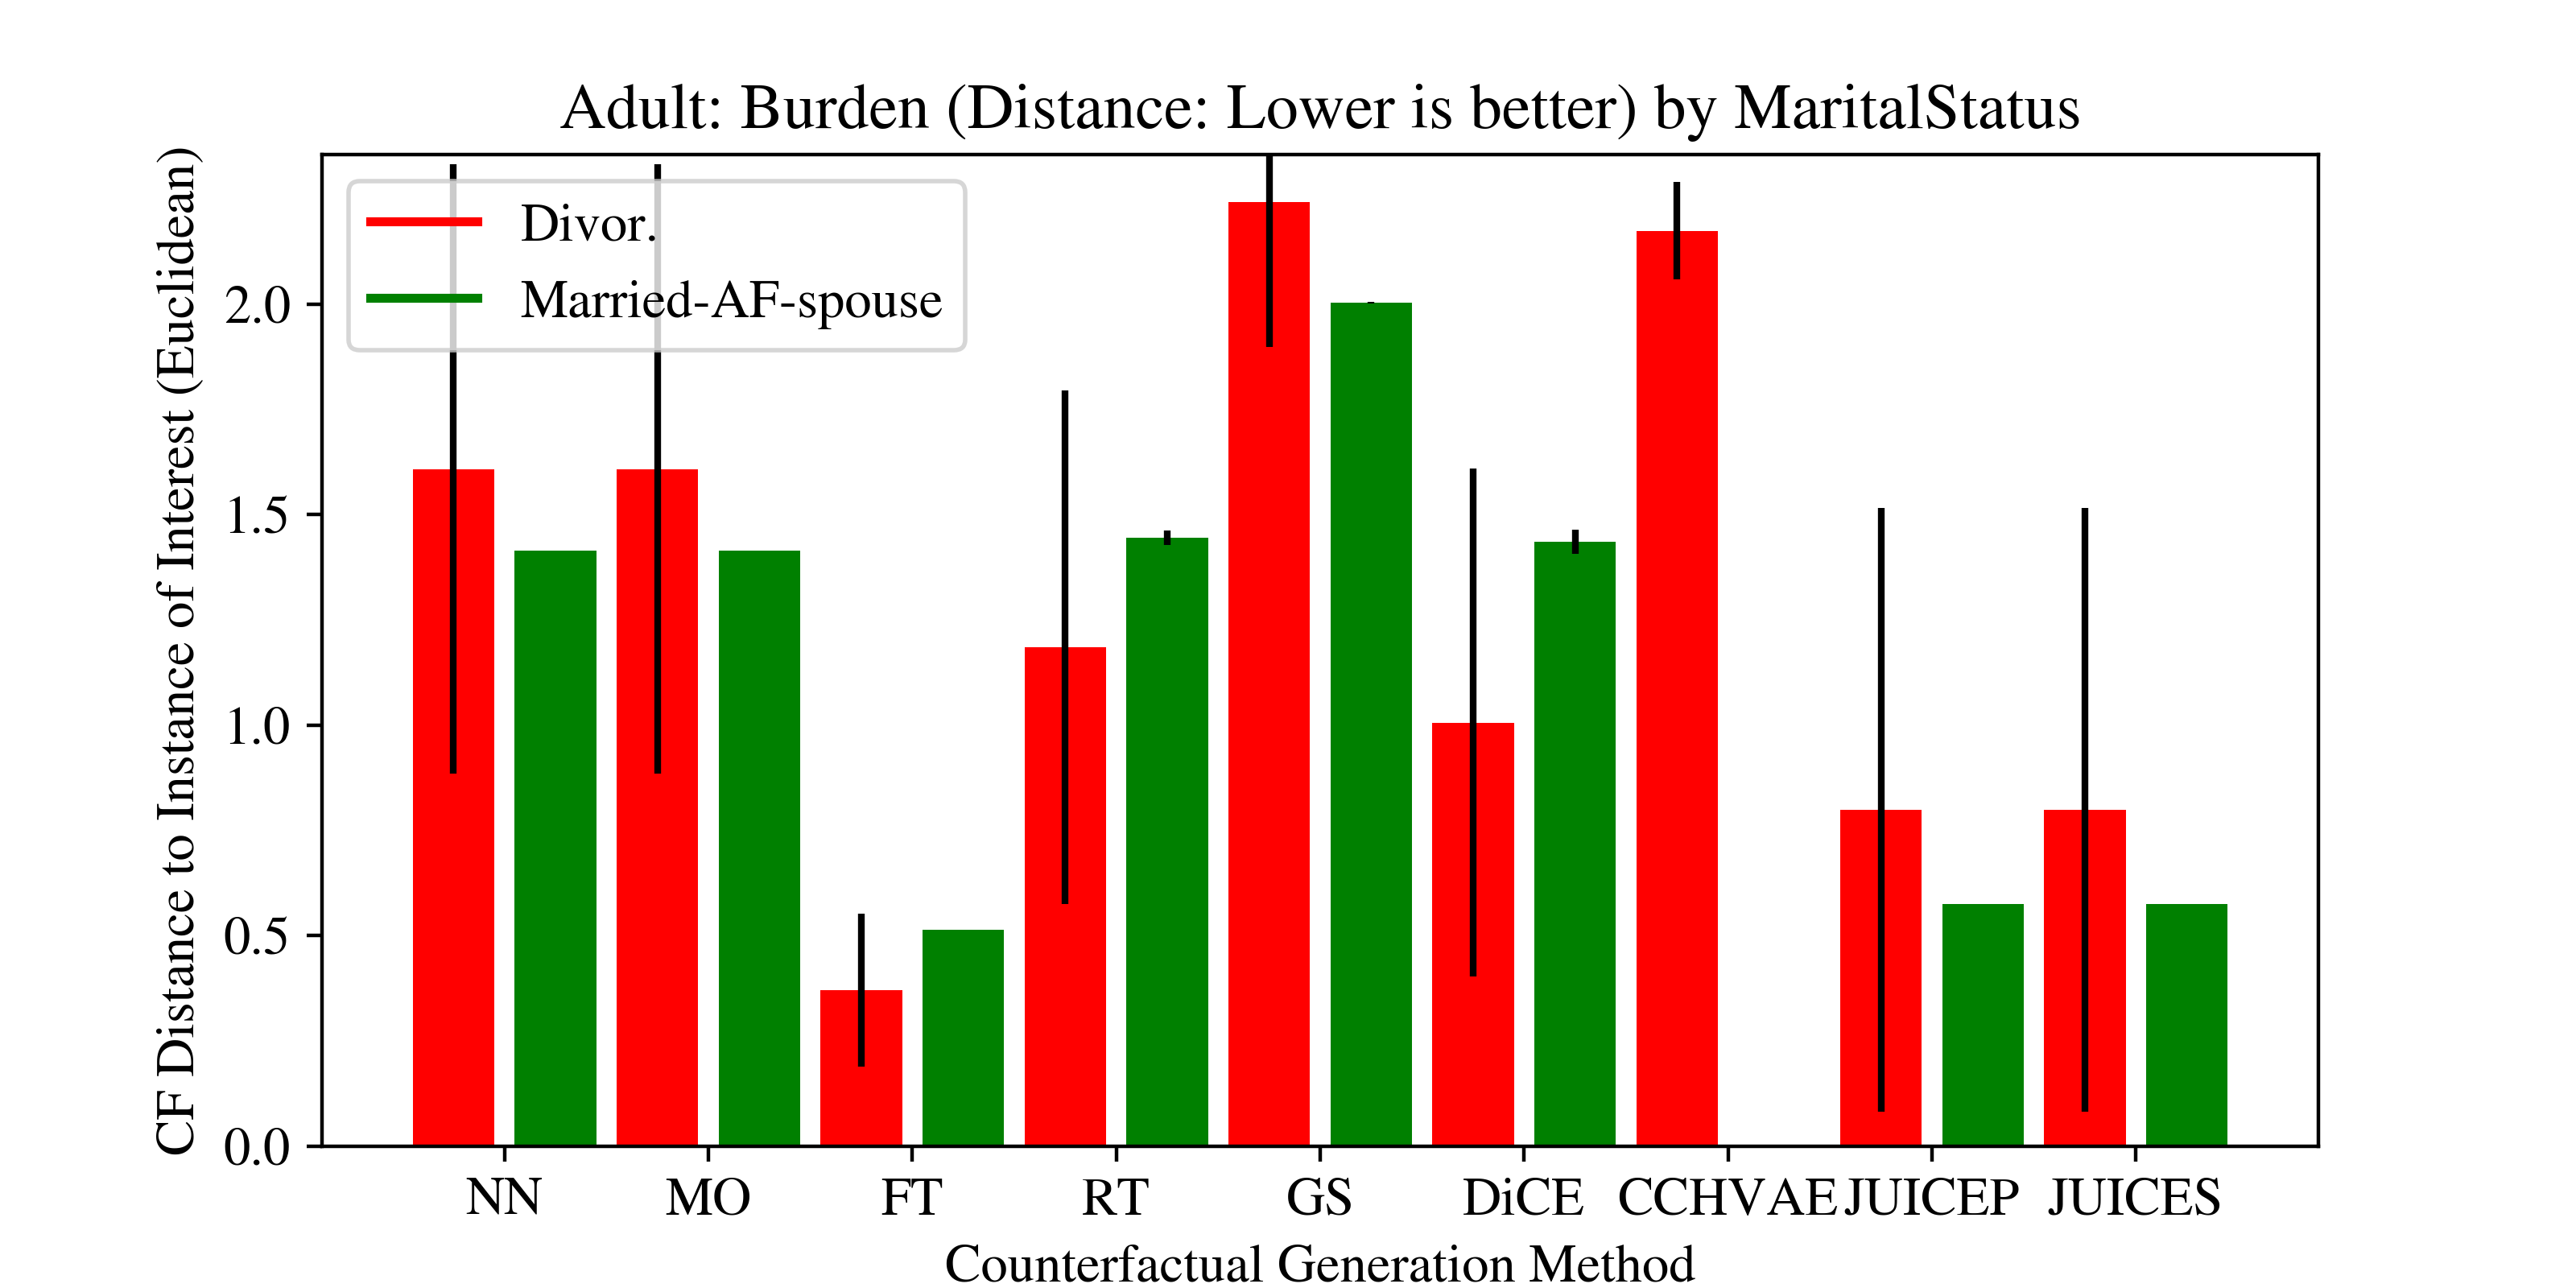 Adult: Burden (Distance: Lower is better) by MaritalStatus
CF Distance to Instance of Interest (Euclidean)
Divor.
Married-AF-spouse
2.0
1.5
1.0
0.5
0.0
NN MO FT RT GS DiCE CCHVAE JUICEP JUICES
Counterfactual Generation Method